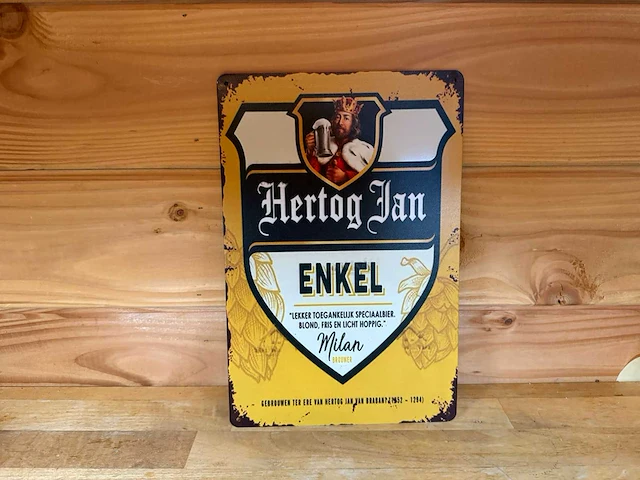 Hertog Jan
ENKEL
"LEKKER TOEGANKELIJK SPECIAALBIER.
BLOND, FRIS EN LICHT HOPPIG."
Milan
BROUWER
GEBROUWEN TER ERE VAN HERTOG JAN VAN BRABANT (1252 - 1294)